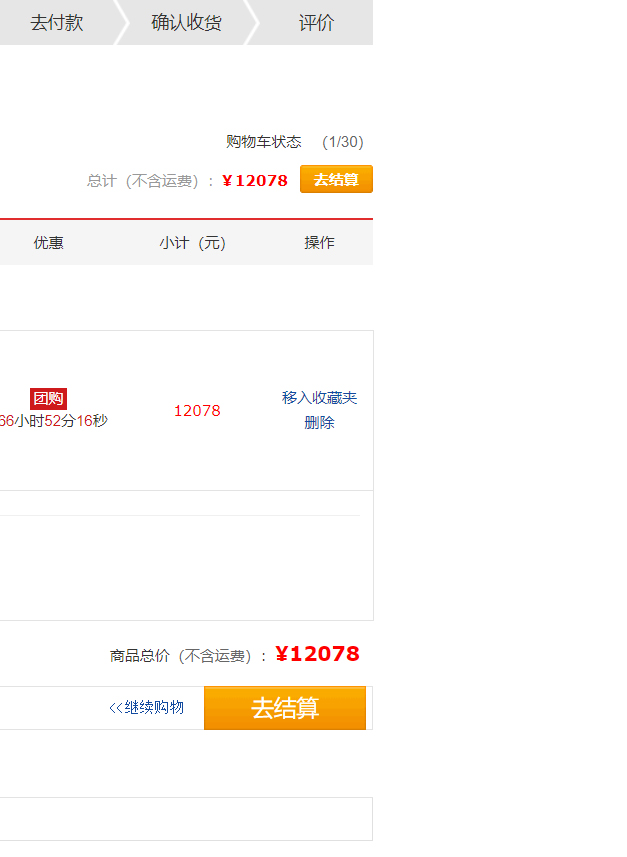 去付款 确认收货 评价
购物车状态 (1/30)
总计（不含运费）：¥12078 去结算
优惠 小计（元） 操作
团购
66小时52分16秒
12078
移入收藏夹
删除
商品总价（不含运费）：¥12078
<<继续购物 去结算